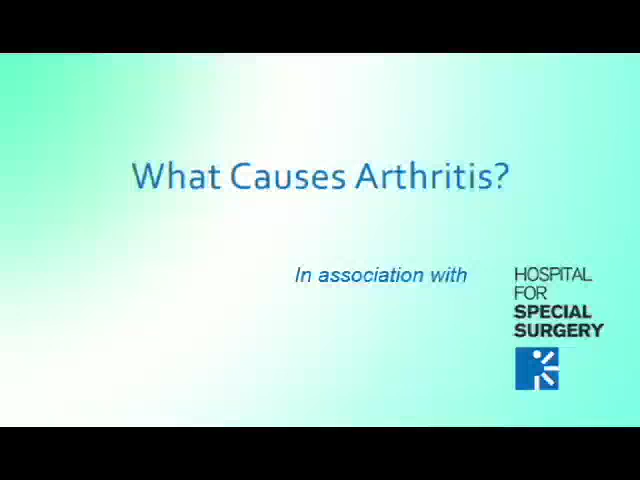 What Causes Arthritis?
In association with
HOSPITAL
FOR
SPECIAL
SURGERY